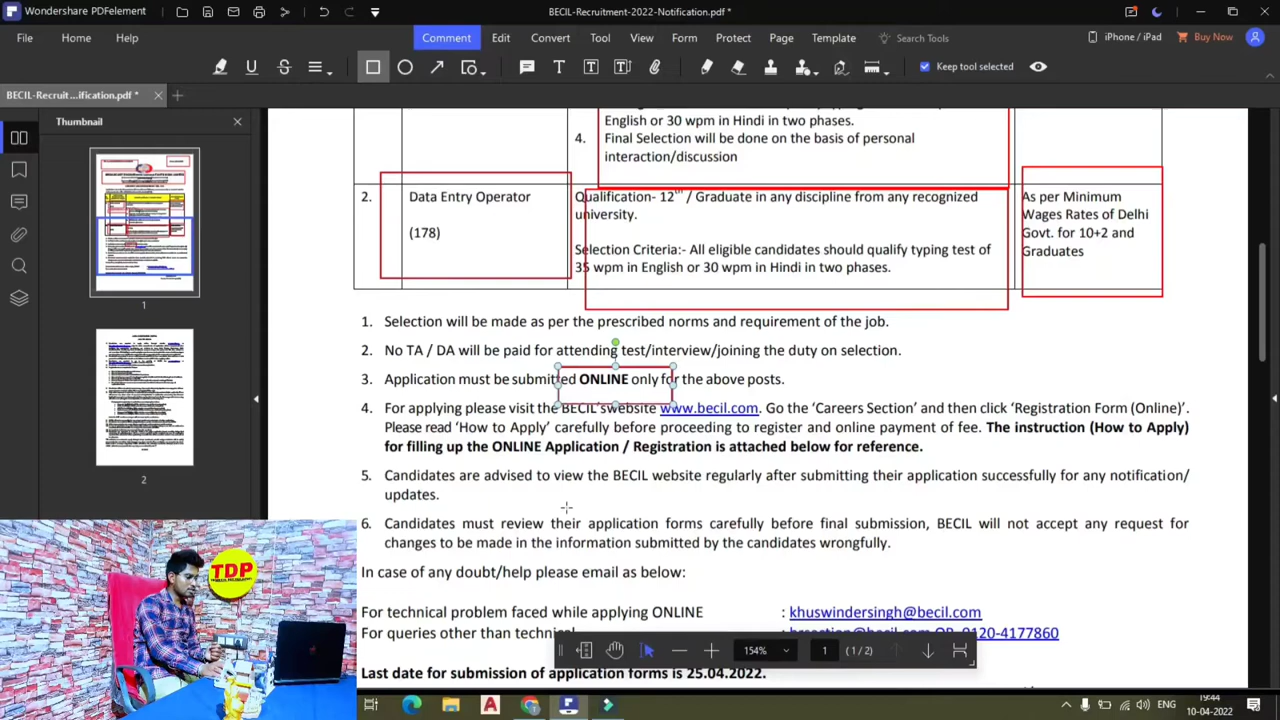 Wondershare PDFelement
BECIL-Recruitment-2022-Notification.pdf *
File Home Help Comment Edit Convert Tool View Form Protect Page Template Search Tools iPhone / iPad Buy Now
Keep tool selected
BECIL-Recruit ...ification.pdf *
Thumbnail
1
2
English or 30 wpm in Hindi in two phases.
4. Final Selection will be done on the basis of personal
interaction/discussion
2. Data Entry Operator
(178)
Qualification- 12th / Graduate in any discipline from any recognized
university.
Selection Criteria:- All eligible candidates should qualify typing test of
35 wpm in English or 30 wpm in Hindi in two phases.
As per Minimum
Wages Rates of Delhi
Govt. for 10+2 and
Graduates
1. Selection will be made as per the prescribed norms and requirement of the job.
2. No TA / DA will be paid for attending test/interview/joining the duty on selection.
3. Application must be submitted ONLINE only for the above posts.
4. For applying please visit the BECIL swebsite www.becil.com. Go the ‘Careers Section’ and then click ‘Registration Form (Online)’.
Please read ‘How to Apply’ carefully before proceeding to register and online payment of fee. The instruction (How to Apply)
for filling up the ONLINE Application / Registration is attached below for reference.
5. Candidates are advised to view the BECIL website regularly after submitting their application successfully for any notification/
updates.
6. Candidates must review their application forms carefully before final submission, BECIL will not accept any request for
changes to be made in the information submitted by the candidates wrongfully.
In case of any doubt/help please email as below:
For technical problem faced while applying ONLINE : khuswindersingh@becil.com
For queries other than technical : hrsection@becil.com OR 0120-4177860
154% 1 (1/2)
Last date for submission of application forms is 25.04.2022.
TDP
ENG
19:44
10-04-2022